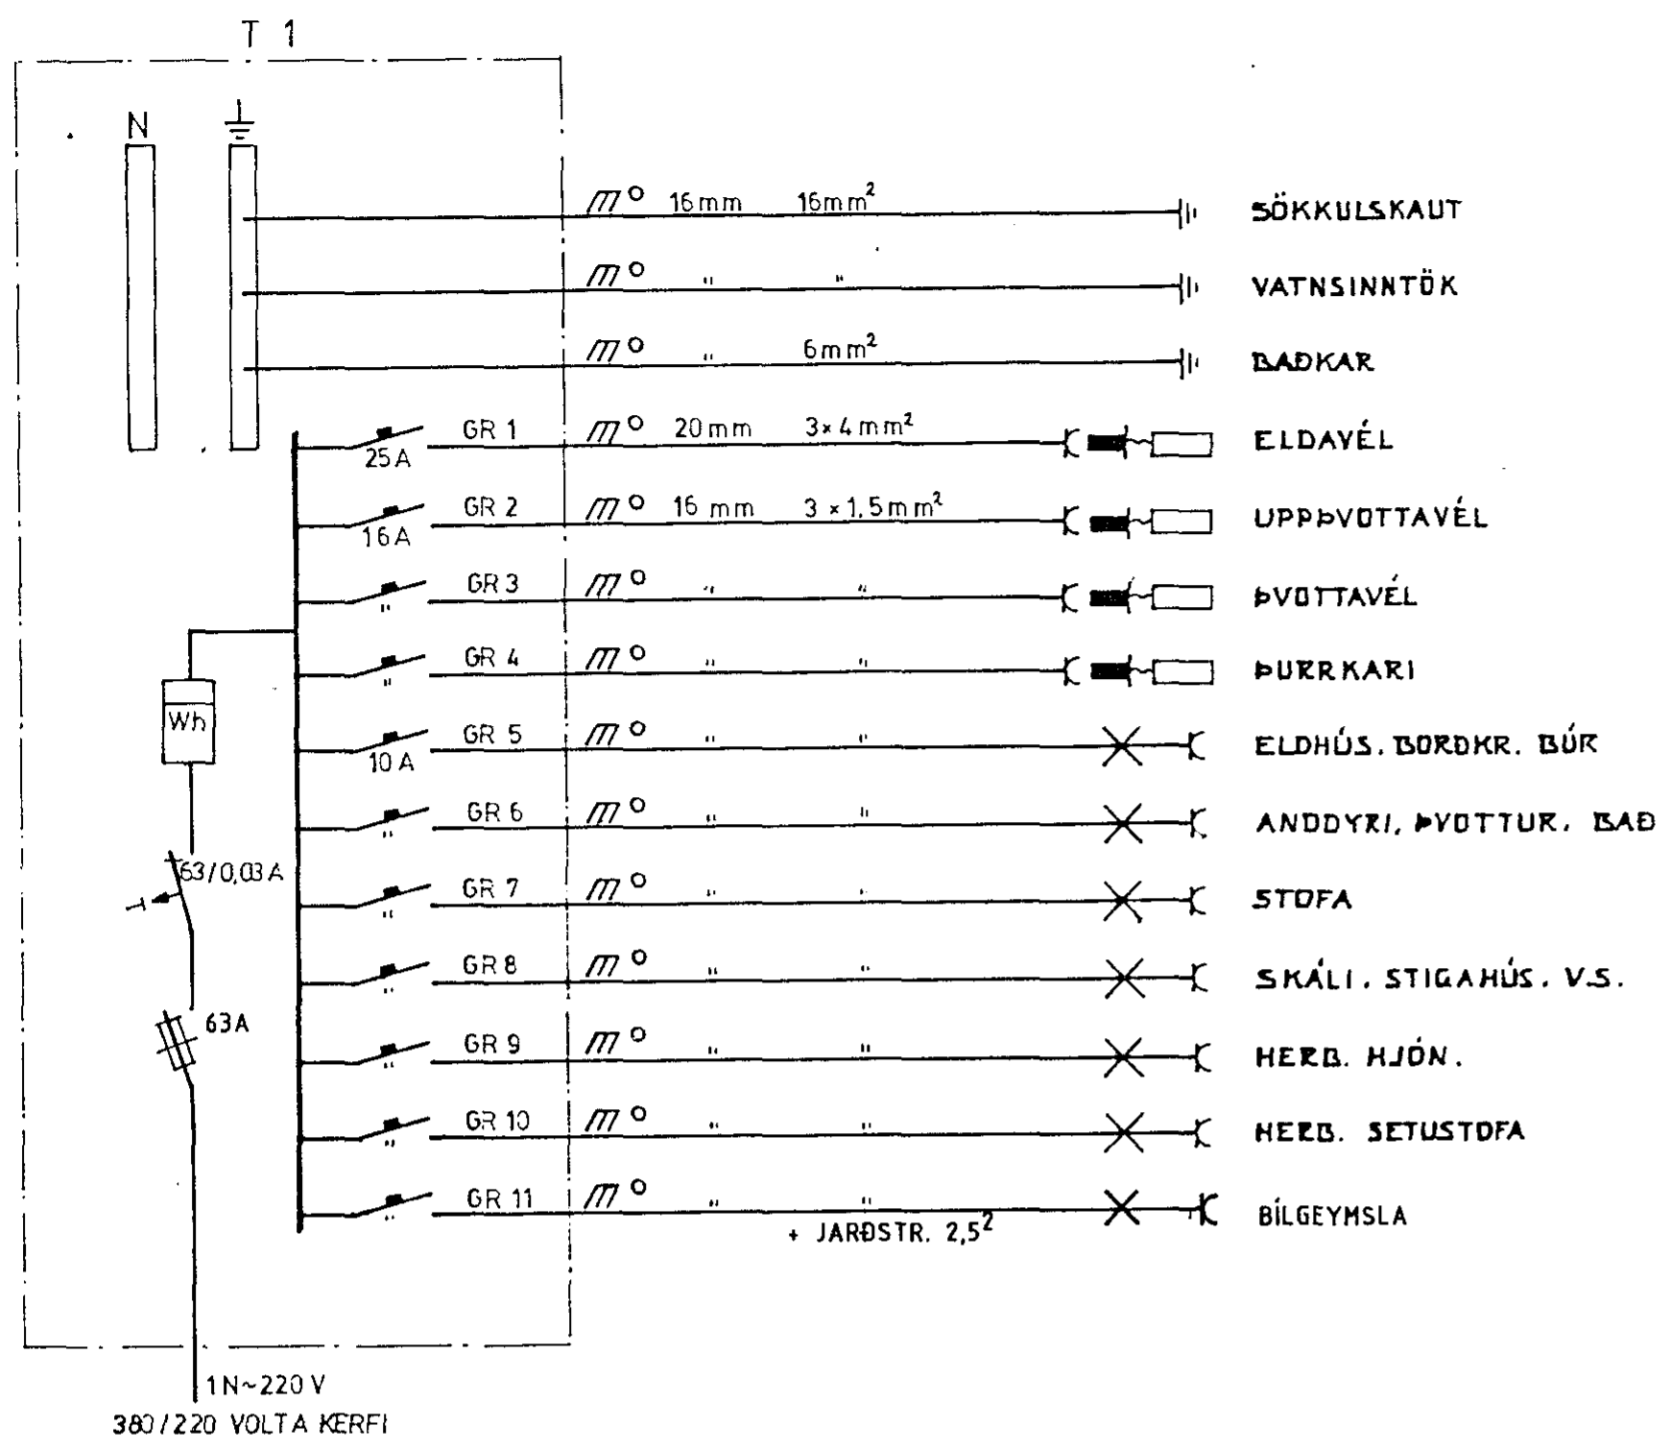 T 1
N
16mm 16mm² SÖKKULSKAUT
" " VATNSINNTÖK
" 6mm² BAÐKAR
GR 1 20mm 3×4mm² ELDAVÉL
25A
GR 2 16 mm 3×1,5mm² UPPÞVOTTAVÉL
16A
GR 3 " " ÞVOTTAVÉL
"
GR 4 " " ÞURRKARI
"
Wh
GR 5 " " ELDHÚS. BORÐKR. BÚR
10A
GR 6 " " ANDDYRI, ÞVOTTUR. BAÐ
"
63/0,03A
GR 7 " " STOFA
"
GR 8 " " SKÁLI. STIGAHÚS. V.S.
"
63A
GR 9 " " HERB. HJÓN.
"
GR 10 " " HERB. SETUSTOFA
"
GR 11 " " BÍLGEYMSLA
"
+ JARÐSTR. 2,5²
1N~220V
380/220 VOLTA KERFI